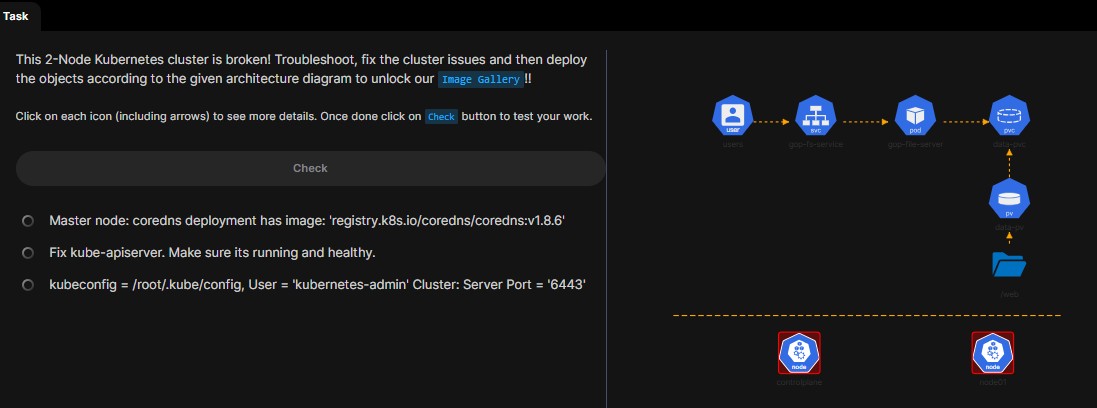 Task
This 2-Node Kubernetes cluster is broken! Troubleshoot, fix the cluster issues and then deploy
the objects according to the given architecture diagram to unlock our Image Gallery !!
Click on each icon (including arrows) to see more details. Once done click on Check button to test your work.
Check
Master node: coredns deployment has image: 'registry.k8s.io/coredns/coredns:v1.8.6'
Fix kube-apiserver. Make sure its running and healthy.
kubeconfig = /root/.kube/config, User = 'kubernetes-admin' Cluster: Server Port = '6443'
user svc pod pvc
users gop-fs-service gop-file-server data-pvc
pv
data-pv
/web
node node
controlplane node01